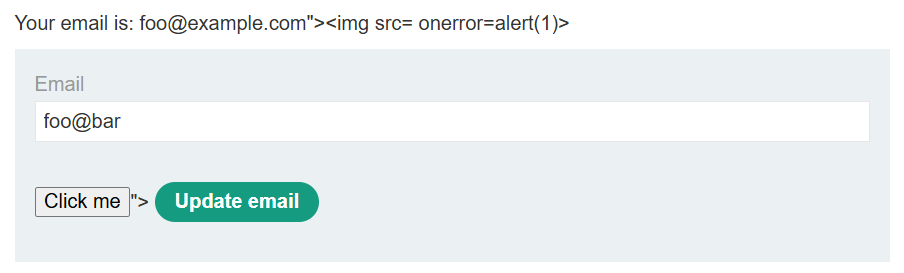 Your email is: foo@example.com"><img src= onerror=alert(1)>
Email
foo@bar
Click me"> Update email